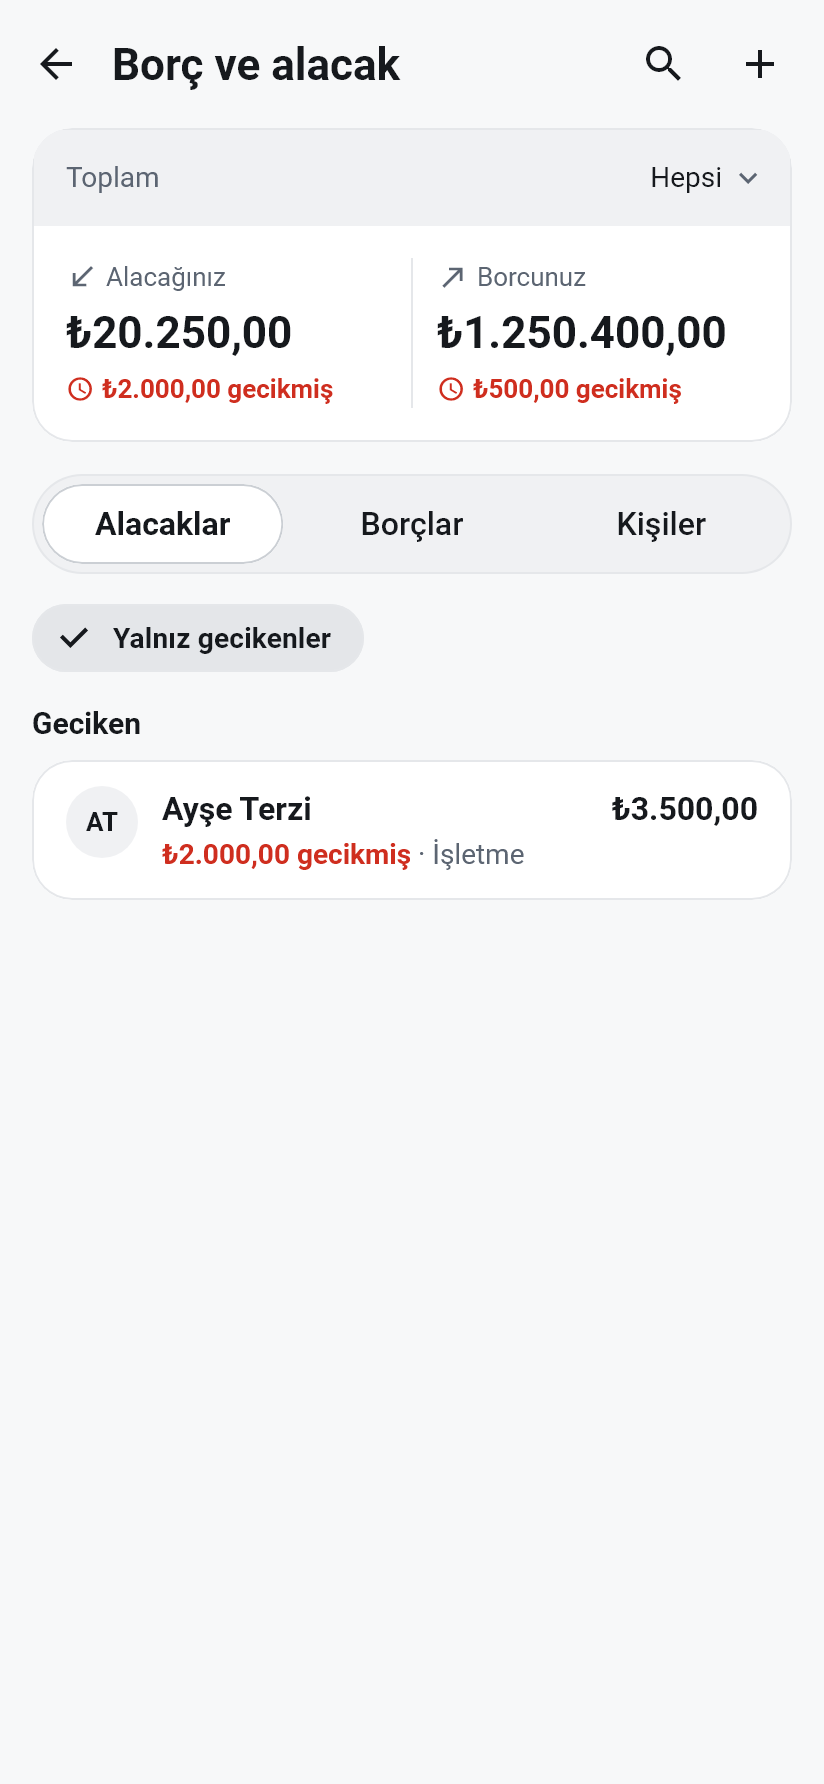 Borç ve alacak
Toplam
Hepsi
Alacağınız
Borcunuz
₺20.250,00
₺1.250.400,00
₺2.000,00 gecikmiş
₺500,00 gecikmiş
Alacaklar
Borçlar
Kişiler
Yalnız gecikenler
Geciken
AT
Ayşe Terzi
₺3.500,00
₺2.000,00 gecikmiş · İşletme